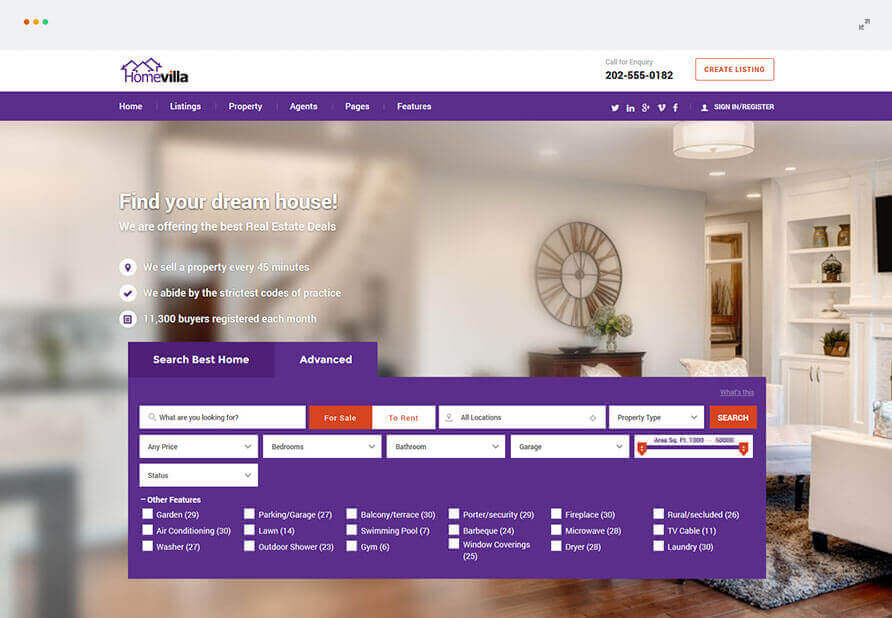 Call for Enquiry
Homevilla
202-555-0182
CREATE LISTING
Home Listings Property Agents Pages Features SIGN IN/REGISTER
Find your dream house!
We are offering the best Real Estate Deals
We sell a property every 45 minutes
We abide by the strictest codes of practice
11,300 buyers registered each month
Search Best Home Advanced
What's this
What are you looking for? For Sale To Rent All Locations Property Type SEARCH
Any Price Bedrooms Bathroom Garage Area Sq. Ft. 1300 - 50000
Status
Other Features
Garden (29) Parking/Garage (27) Balcony/terrace (30) Porter/security (29) Fireplace (30) Rural/secluded (26)
Air Conditioning (30) Lawn (14) Swimming Pool (7) Barbeque (24) Microwave (28) TV Cable (11)
Washer (27) Outdoor Shower (23) Gym (6) Window Coverings (25) Dryer (28) Laundry (30)